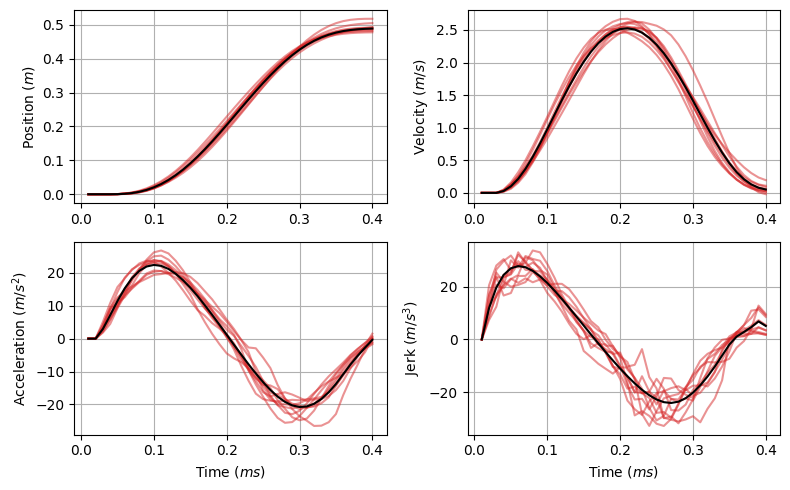 Position (m)
0.5
0.4
0.3
0.2
0.1
0.0
0.0 0.1 0.2 0.3 0.4
Velocity (m/s)
2.5
2.0
1.5
1.0
0.5
0.0
0.0 0.1 0.2 0.3 0.4
Acceleration (m/s²)
20
10
0
−10
−20
0.0 0.1 0.2 0.3 0.4
Time (ms)
Jerk (m/s³)
20
0
−20
0.0 0.1 0.2 0.3 0.4
Time (ms)